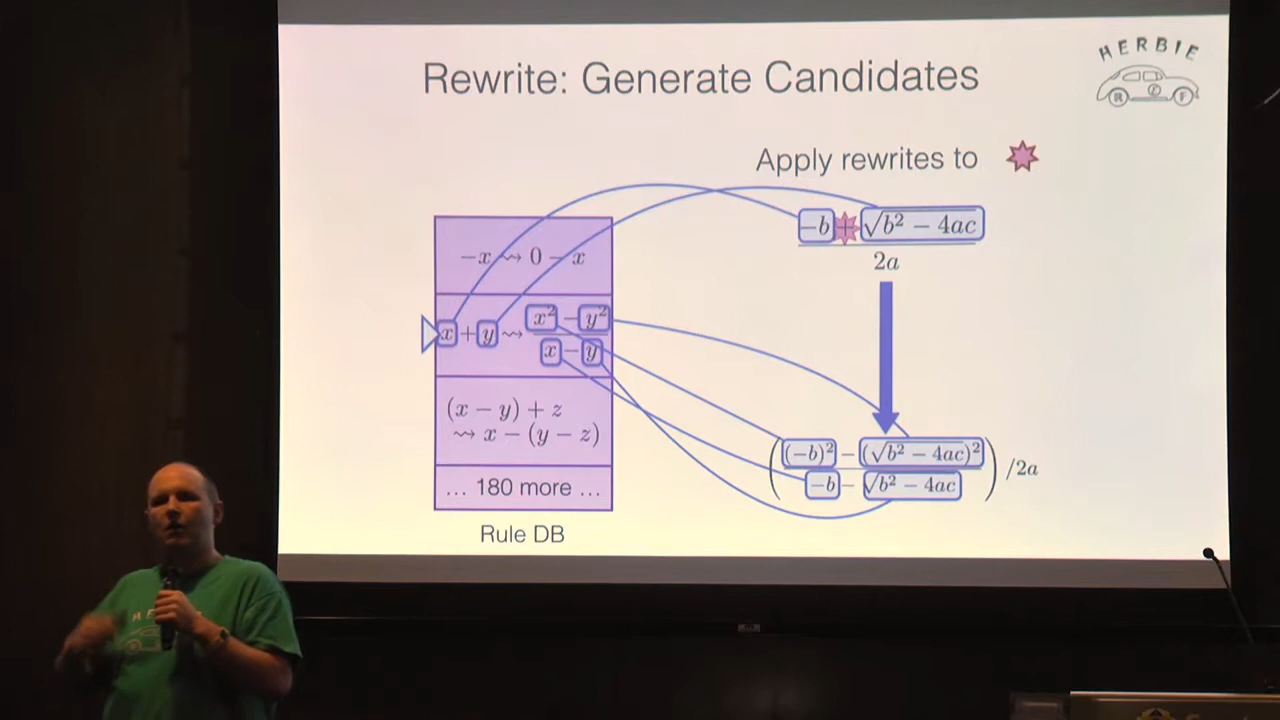 Rewrite: Generate Candidates
HERBIE
R F
Apply rewrites to
−b + √b² − 4ac
2a
−x ⇝ 0 − x
x + y ⇝ x² − y²
x − y
(x − y) + z
⇝ x − (y − z)
... 180 more ...
Rule DB
((−b)² − (√b² − 4ac)²
−b − √b² − 4ac) /2a